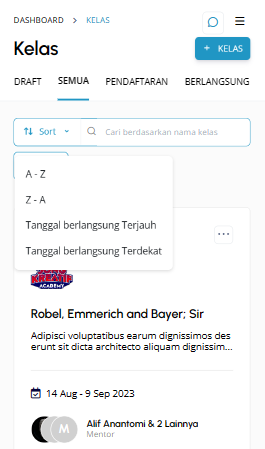 DASHBOARD > KELAS
Kelas
+ KELAS
DRAFT SEMUA PENDAFTARAN BERLANGSUNG
Sort Cari berdasarkan nama kelas
A - Z
Z - A
Tanggal berlangsung Terjauh
Tanggal berlangsung Terdekat
ACADEMY
Robel, Emmerich and Bayer; Sir
Adipisci voluptatibus earum dignissimos des
erunt sit dicta architecto aliquam dignissim...
14 Aug - 9 Sep 2023
M
Alif Anantomi & 2 Lainnya
Mentor